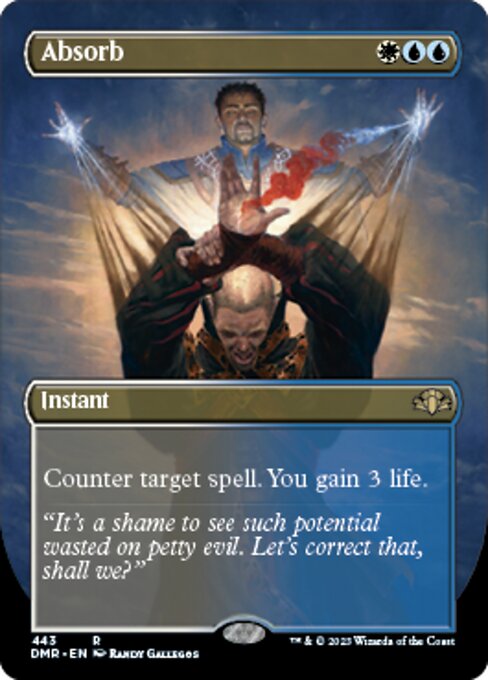 Absorb
Instant
Counter target spell. You gain 3 life.
“It’s a shame to see such potential
wasted on petty evil. Let’s correct that,
shall we?”
443 R
DMR • EN Randy Gallegos
™ & © 2023 Wizards of the Coast